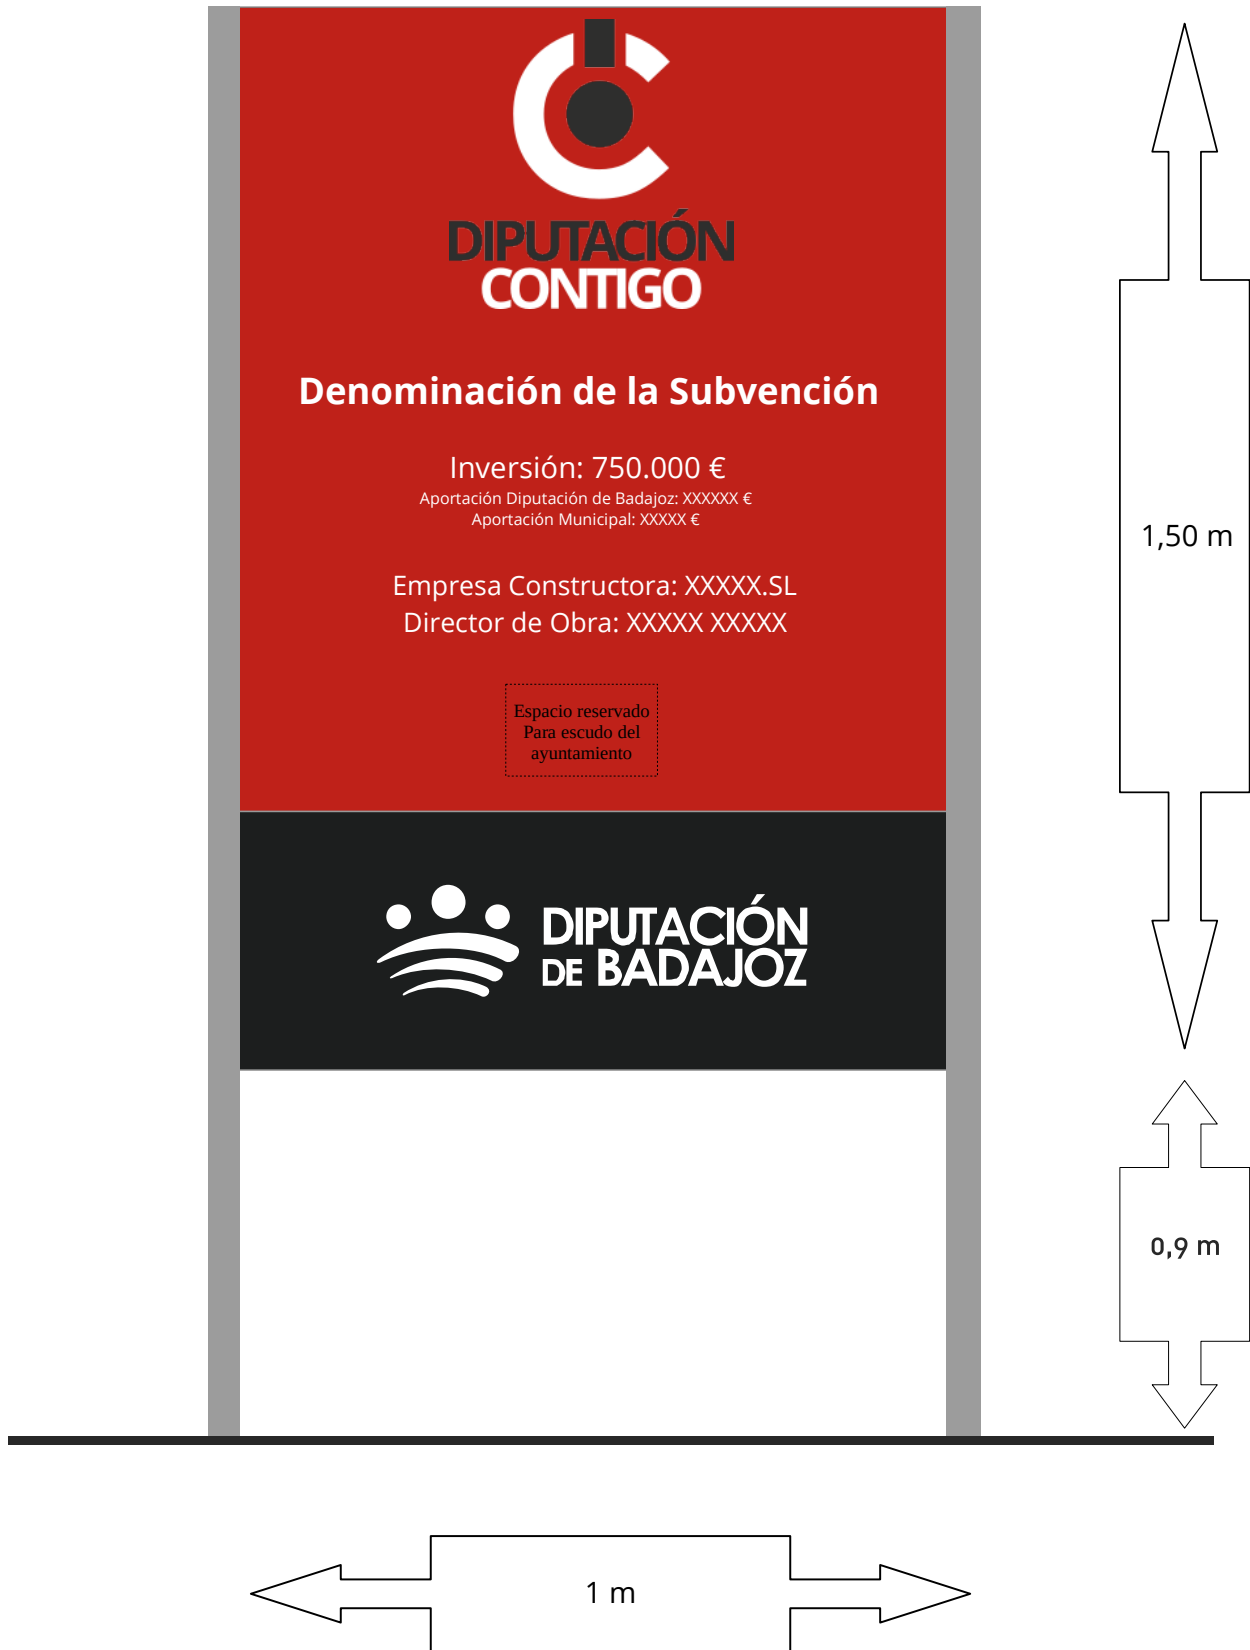 DIPUTACIÓN
CONTIGO
Denominación de la Subvención
Inversión: 750.000 €
Aportación Diputación de Badajoz: XXXXXX €
Aportación Municipal: XXXXX €
Empresa Constructora: XXXXX.SL
Director de Obra: XXXXX XXXXX
Espacio reservado
Para escudo del
ayuntamiento
DIPUTACIÓN
DE BADAJOZ
1,50 m
0,9 m
1 m